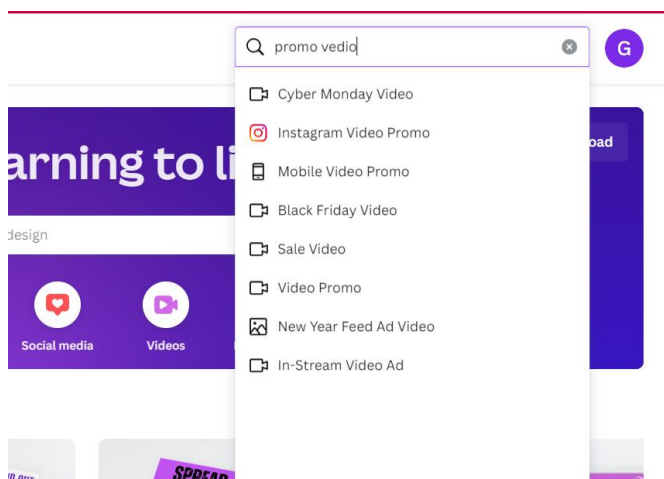 promo vedio
G
Cyber Monday Video
Instagram Video Promo
Mobile Video Promo
Black Friday Video
Sale Video
Video Promo
New Year Feed Ad Video
In-Stream Video Ad
arning to li
oad
design
Social media
Videos
SPREAD